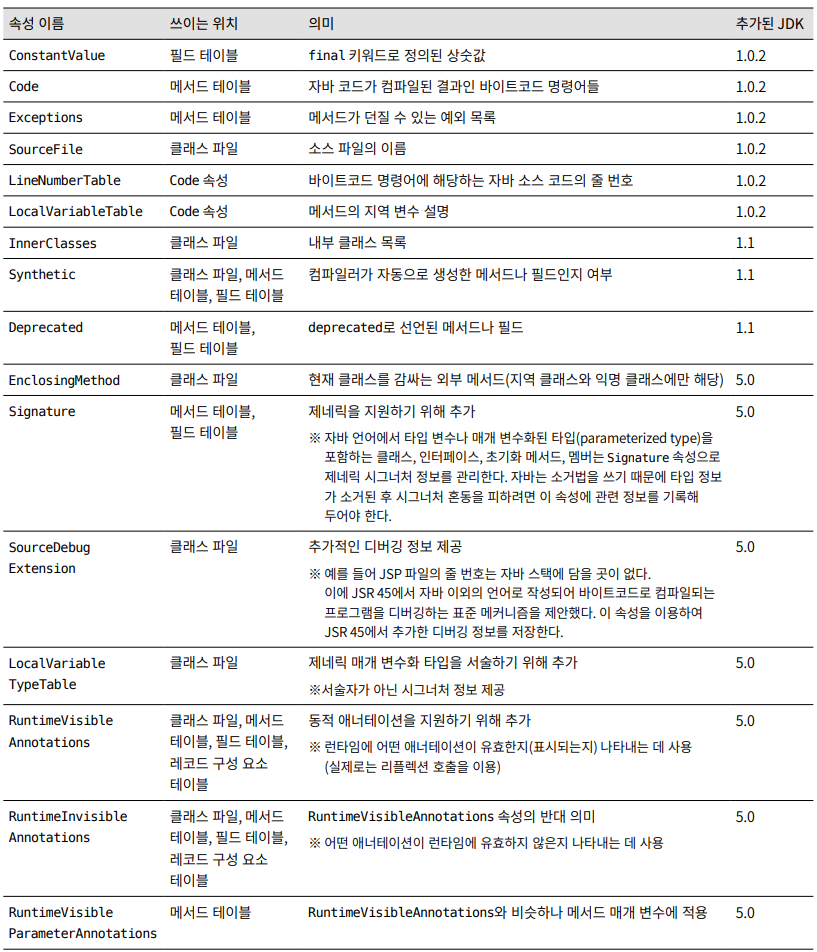 속성 이름 쓰이는 위치 의미 추가된 JDK
ConstantValue 필드 테이블 final 키워드로 정의된 상숫값 1.0.2
Code 메서드 테이블 자바 코드가 컴파일된 결과인 바이트코드 명령어들 1.0.2
Exceptions 메서드 테이블 메서드가 던질 수 있는 예외 목록 1.0.2
SourceFile 클래스 파일 소스 파일의 이름 1.0.2
LineNumberTable Code 속성 바이트코드 명령어에 해당하는 자바 소스 코드의 줄 번호 1.0.2
LocalVariableTable Code 속성 메서드의 지역 변수 설명 1.0.2
InnerClasses 클래스 파일 내부 클래스 목록 1.1
Synthetic 클래스 파일, 메서드 컴파일러가 자동으로 생성한 메서드나 필드인지 여부 1.1
테이블, 필드 테이블
Deprecated 메서드 테이블, deprecated로 선언된 메서드나 필드 1.1
필드 테이블
EnclosingMethod 클래스 파일 현재 클래스를 감싸는 외부 메서드(지역 클래스와 익명 클래스에만 해당) 5.0
Signature 메서드 테이블, 제네릭을 지원하기 위해 추가 5.0
필드 테이블
※ 자바 언어에서 타입 변수나 매개 변수화된 타입(parameterized type)을
포함하는 클래스, 인터페이스, 초기화 메서드, 멤버는 Signature 속성으로
제네릭 시그너처 정보를 관리한다. 자바는 소거법을 쓰기 때문에 타입 정보
가 소거된 후 시그너처 혼동을 피하려면 이 속성에 관련 정보를 기록해
두어야 한다.
SourceDebug 클래스 파일 추가적인 디버깅 정보 제공 5.0
Extension
※ 예를 들어 JSP 파일의 줄 번호는 자바 스택에 담을 곳이 없다.
이에 JSR 45에서 자바 이외의 언어로 작성되어 바이트코드로 컴파일되는
프로그램을 디버깅하는 표준 메커니즘을 제안했다. 이 속성을 이용하여
JSR 45에서 추가한 디버깅 정보를 저장한다.
LocalVariable 클래스 파일 제네릭 매개 변수화 타입을 서술하기 위해 추가 5.0
TypeTable
※서술자가 아닌 시그너처 정보 제공
RuntimeVisible 클래스 파일, 메서드 동적 애너테이션을 지원하기 위해 추가 5.0
Annotations 테이블, 필드 테이블,
※ 런타임에 어떤 애너테이션이 유효한지(표시되는지) 나타내는 데 사용
레코드 구성 요소 (실제로는 리플렉션 호출을 이용)
테이블
RuntimeInvisible 클래스 파일, 메서드 RuntimeVisibleAnnotations 속성의 반대 의미 5.0
Annotations 테이블, 필드 테이블,
※ 어떤 애너테이션이 런타임에 유효하지 않은지 나타내는 데 사용
레코드 구성 요소
테이블
RuntimeVisible 메서드 테이블 RuntimeVisibleAnnotations와 비슷하나 메서드 매개 변수에 적용 5.0
ParameterAnnotations